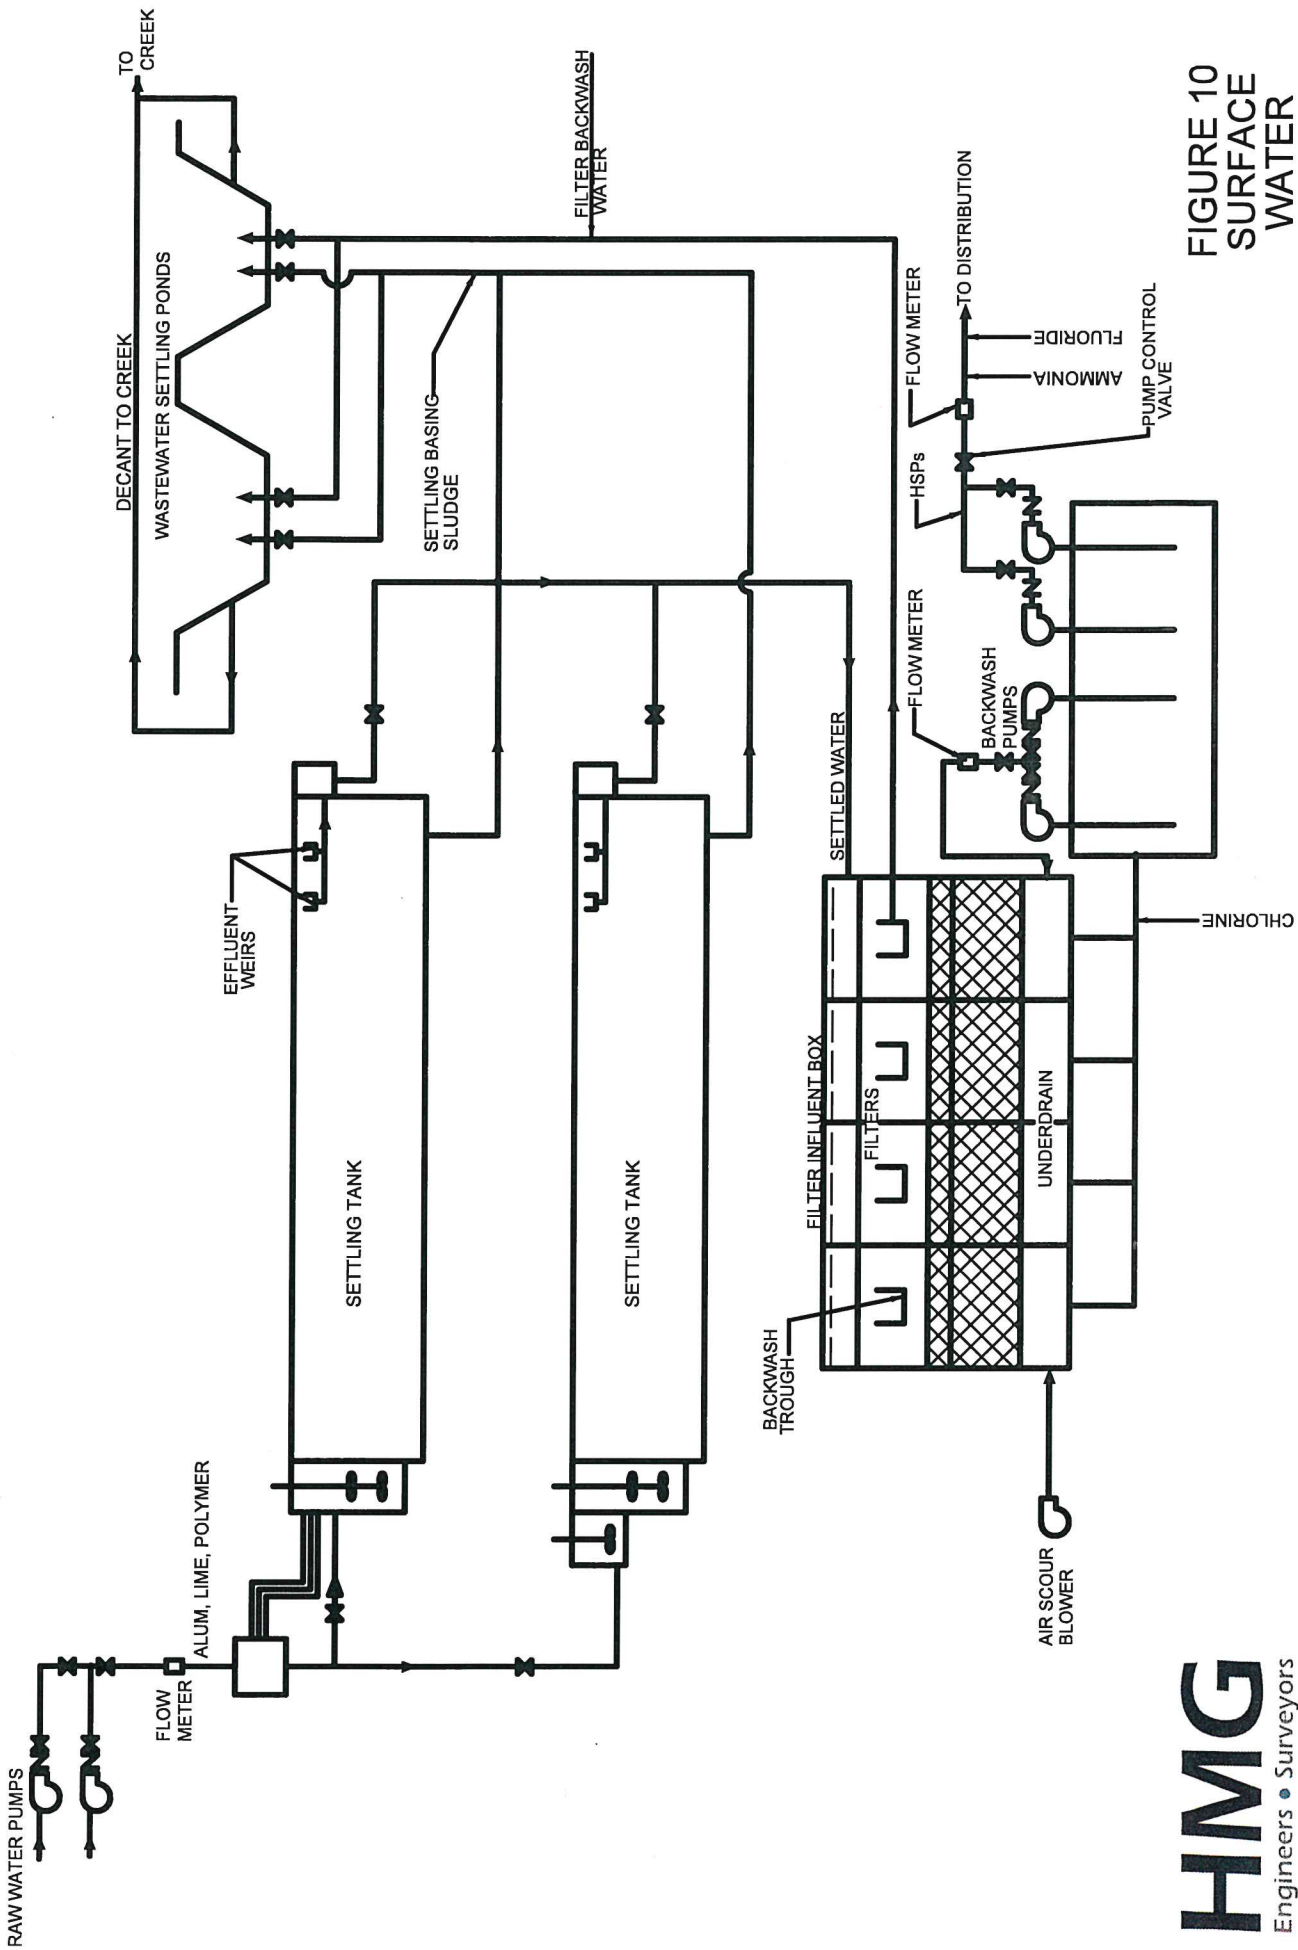 RAW WATER PUMPS
FLOW
METER
ALUM, LIME, POLYMER
EFFLUENT
WEIRS
SETTLING TANK
SETTLING TANK
DECANT TO CREEK
TO
CREEK
WASTEWATER SETTLING PONDS
SETTLING BASING
SLUDGE
FILTER BACKWASH
WATER
SETTLED WATER
FILTER INFLUENT BOX
FILTERS
BACKWASH
TROUGH
UNDERDRAIN
AIR SCOUR
BLOWER
FLOW METER
BACKWASH
PUMPS
HSPs
FLOW METER
TO DISTRIBUTION
AMMONIA
FLUORIDE
PUMP CONTROL
VALVE
CHLORINE
HMG
Engineers • Surveyors
FIGURE 10
SURFACE
WATER